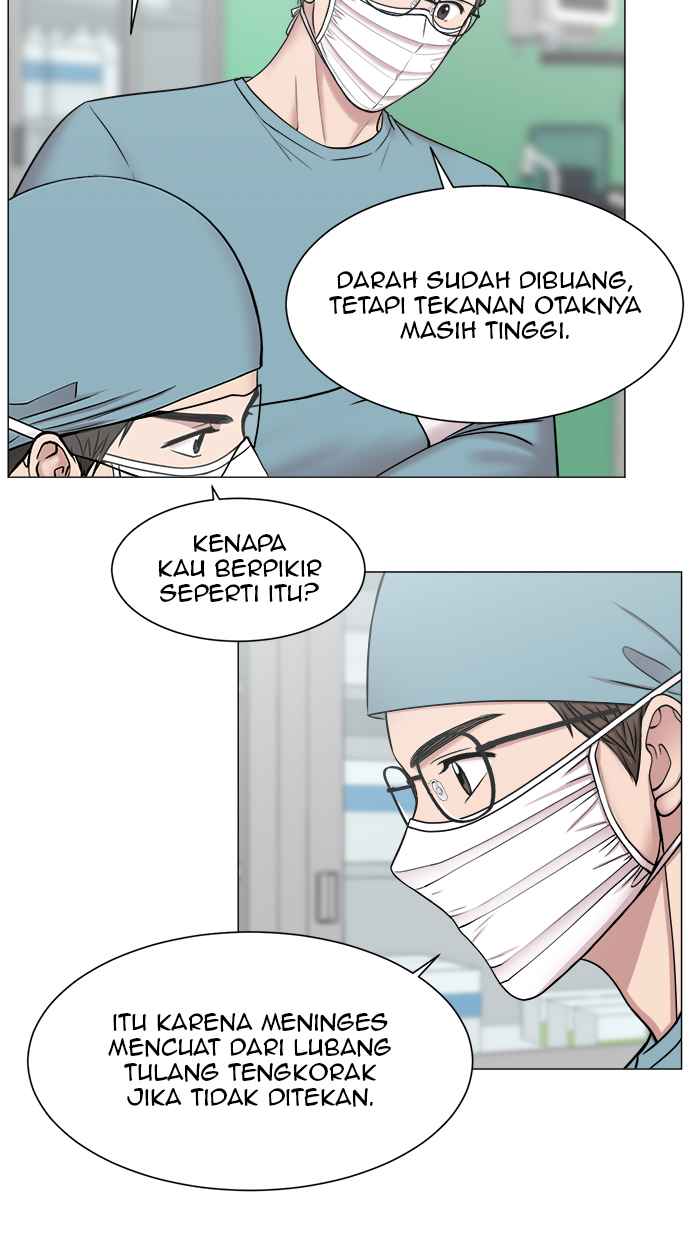 DARAH SUDAH DIBUANG,
TETAPI TEKANAN OTAKNYA
MASIH TINGGI.
KENAPA
KAU BERPIKIR
SEPERTI ITU?
ITU KARENA MENINGES
MENCUAT DARI LUBANG
TULANG TENGKORAK
JIKA TIDAK DITEKAN.